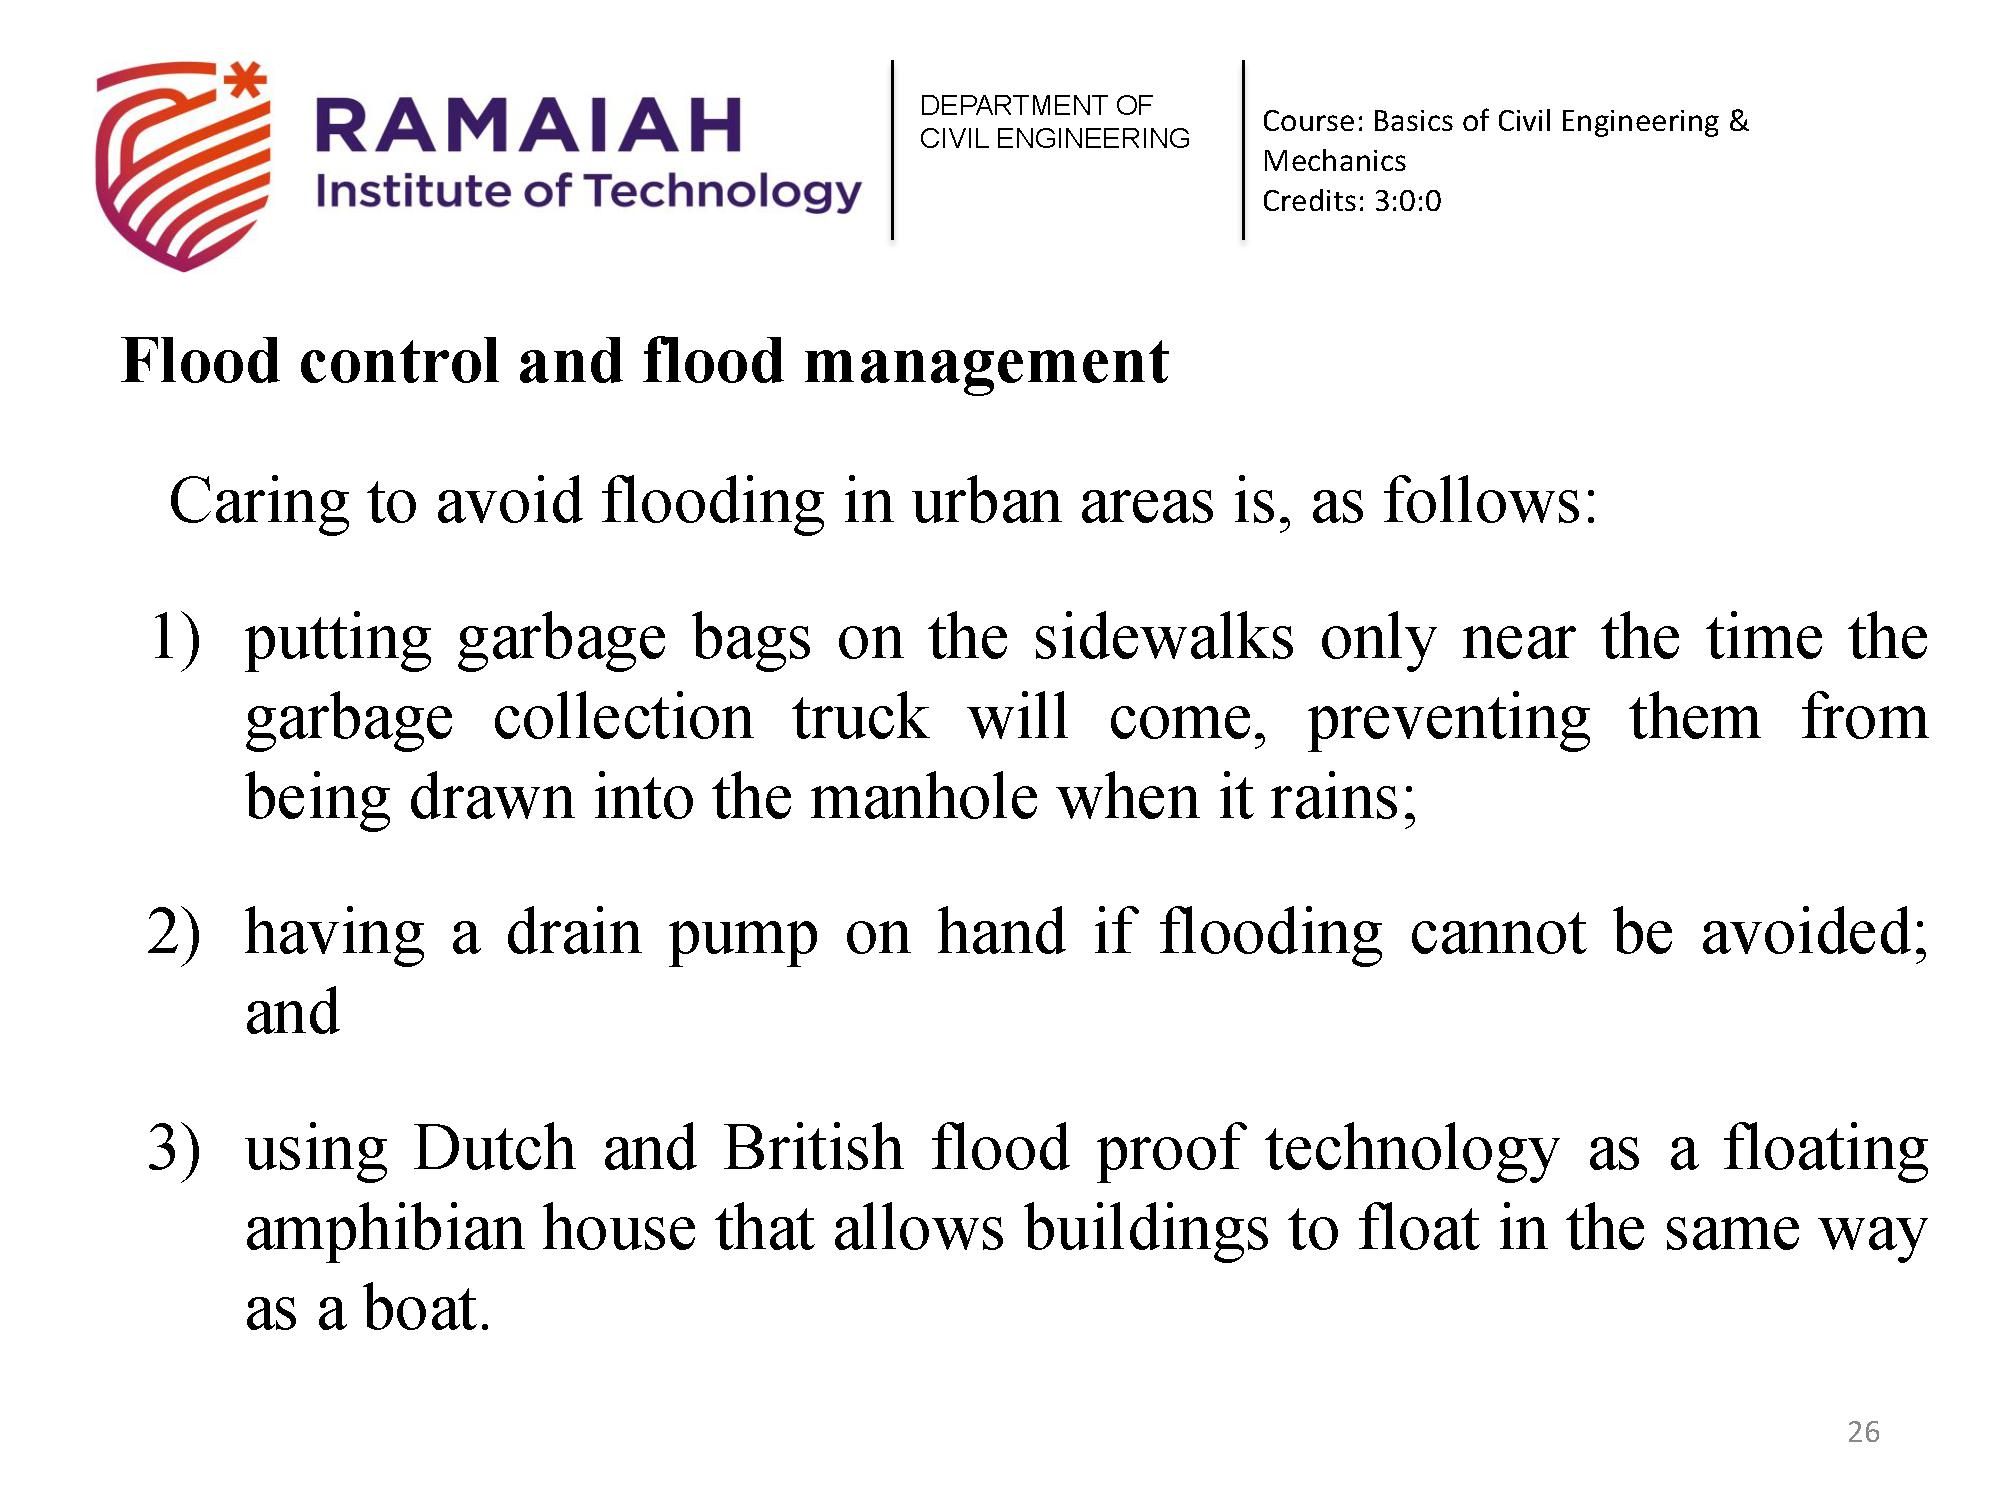 RAMAIAH
Institute of Technology
DEPARTMENT OF
CIVIL ENGINEERING
Course: Basics of Civil Engineering &
Mechanics
Credits: 3:0:0
Flood control and flood management
Caring to avoid flooding in urban areas is, as follows:
1) putting garbage bags on the sidewalks only near the time the
garbage collection truck will come, preventing them from
being drawn into the manhole when it rains;
2) having a drain pump on hand if flooding cannot be avoided;
and
3) using Dutch and British flood proof technology as a floating
amphibian house that allows buildings to float in the same way
as a boat.
26